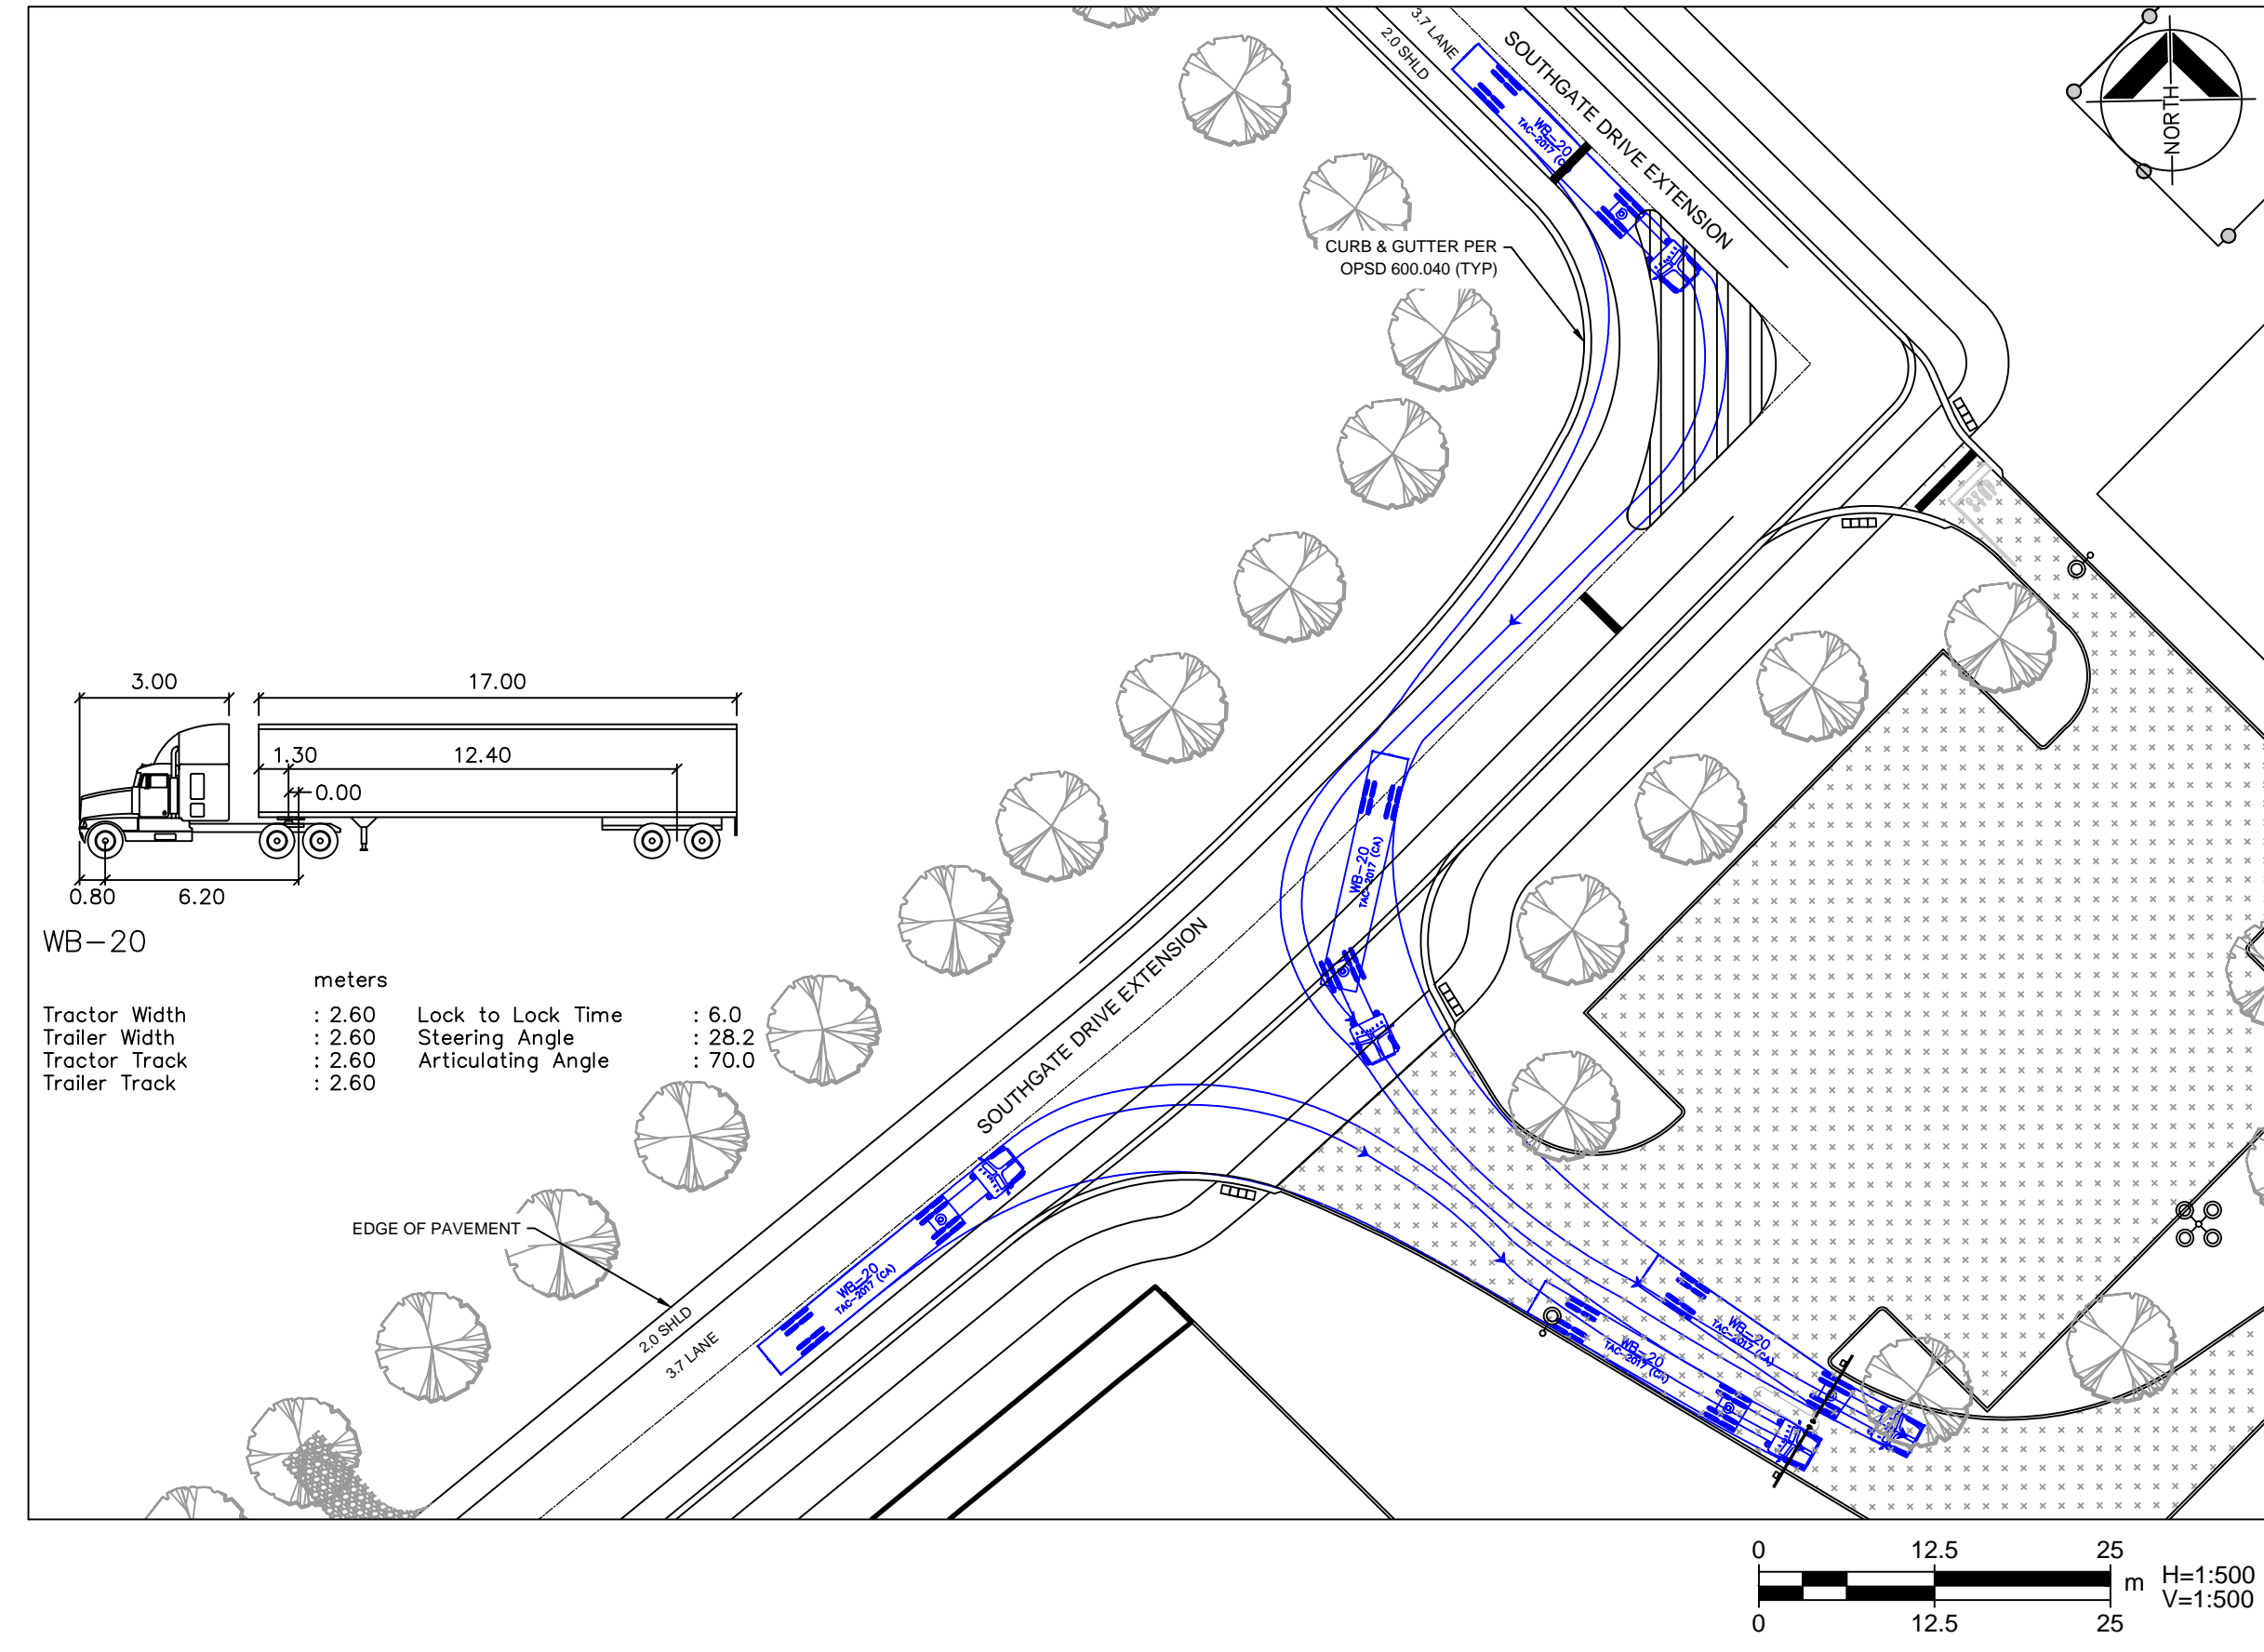 3.7 LANE
2.0 SHLD
SOUTHGATE DRIVE EXTENSION
NORTH
WB-20
TAC-2017 (CA)
CURB & GUTTER PER
OPSD 600.040 (TYP)
3.00
17.00
1.30
12.40
0.00
0.80
6.20
WB-20
meters
Tractor Width : 2.60 Lock to Lock Time : 6.0
Trailer Width : 2.60 Steering Angle : 28.2
Tractor Track : 2.60 Articulating Angle : 70.0
Trailer Track : 2.60
WB-20
TAC-2017 (CA)
SOUTHGATE DRIVE EXTENSION
EDGE OF PAVEMENT
WB-20
TAC-2017 (CA)
2.0 SHLD
3.7 LANE
WB-20
TAC-2017 (CA)
WB-20
TAC-2017 (CA)
0 12.5 25
m H=1:500
V=1:500
0 12.5 25